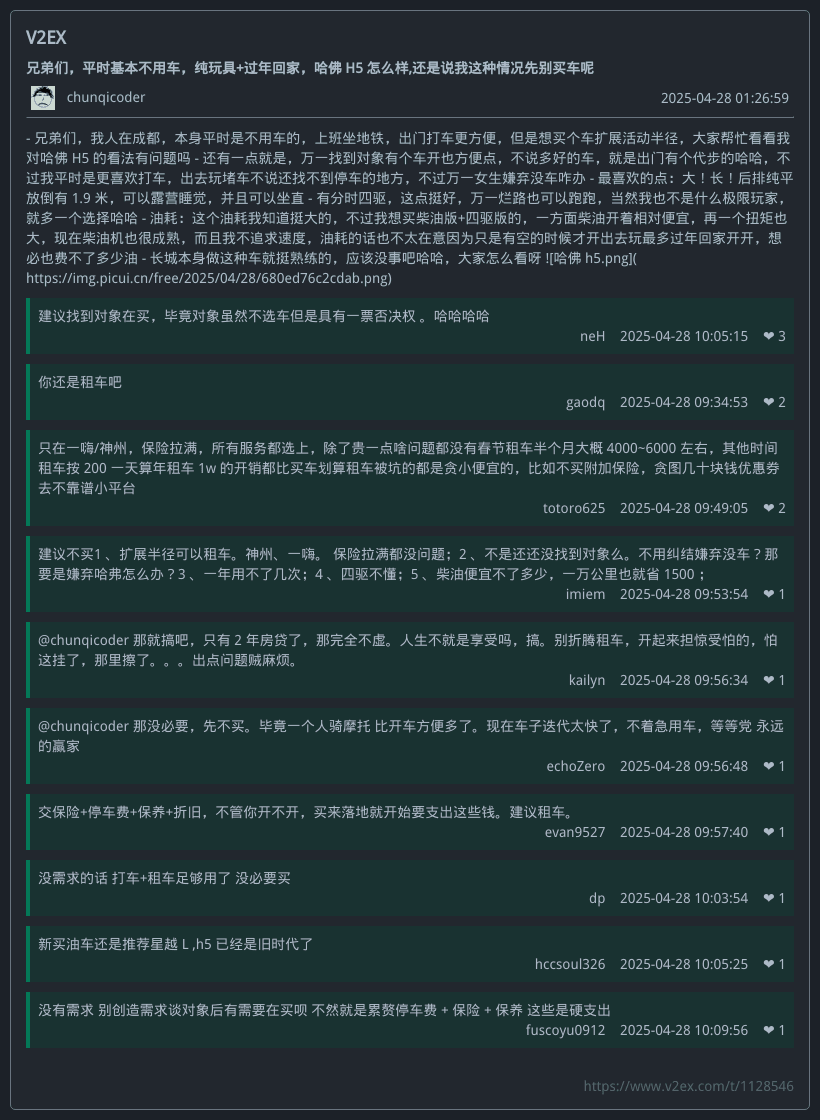 V2EX
兄弟们，平时基本不用车，纯玩具+过年回家，哈佛 H5 怎么样,还是说我这种情况先别买车呢
chunqicoder 2025-04-28 01:26:59
- 兄弟们，我人在成都，本身平时是不用车的，上班坐地铁，出门打车更方便，但是想买个车扩展活动半径，大家帮忙看看我
对哈佛 H5 的看法有问题吗 - 还有一点就是，万一找到对象有个车开也方便点，不说多好的车，就是出门有个代步的哈哈，不
过我平时是更喜欢打车，出去玩堵车不说还找不到停车的地方，不过万一女生嫌弃没车咋办 - 最喜欢的点：大！长！后排纯平
放倒有 1.9 米，可以露营睡觉，并且可以坐直 - 有分时四驱，这点挺好，万一烂路也可以跑跑，当然我也不是什么极限玩家，
就多一个选择哈哈 - 油耗：这个油耗我知道挺大的，不过我想买柴油版+四驱版的，一方面柴油开着相对便宜，再一个扭矩也
大，现在柴油机也很成熟，而且我不追求速度，油耗的话也不太在意因为只是有空的时候才开出去玩最多过年回家开开，想
必也费不了多少油 - 长城本身做这种车就挺熟练的，应该没事吧哈哈，大家怎么看呀 ![哈佛 h5.png](
https://img.picui.cn/free/2025/04/28/680ed76c2cdab.png)
建议找到对象在买，毕竟对象虽然不选车但是具有一票否决权 。哈哈哈哈
neH 2025-04-28 10:05:15 ❤ 3
你还是租车吧
gaodq 2025-04-28 09:34:53 ❤ 2
只在一嗨/神州，保险拉满，所有服务都选上，除了贵一点啥问题都没有春节租车半个月大概 4000~6000 左右，其他时间
租车按 200 一天算年租车 1w 的开销都比买车划算租车被坑的都是贪小便宜的，比如不买附加保险，贪图几十块钱优惠券
去不靠谱小平台
totoro625 2025-04-28 09:49:05 ❤ 2
建议不买1 、扩展半径可以租车。神州、一嗨。 保险拉满都没问题；2 、不是还还没找到对象么。不用纠结嫌弃没车？那
要是嫌弃哈弗怎么办？3 、一年用不了几次；4 、四驱不懂；5 、柴油便宜不了多少，一万公里也就省 1500 ；
imiem 2025-04-28 09:53:54 ❤ 1
@chunqicoder 那就搞吧，只有 2 年房贷了，那完全不虚。人生不就是享受吗，搞。别折腾租车，开起来担惊受怕的，怕
这挂了，那里擦了。。。出点问题贼麻烦。
kailyn 2025-04-28 09:56:34 ❤ 1
@chunqicoder 那没必要，先不买。毕竟一个人骑摩托 比开车方便多了。现在车子迭代太快了，不着急用车，等等党 永远
的赢家
echoZero 2025-04-28 09:56:48 ❤ 1
交保险+停车费+保养+折旧，不管你开不开，买来落地就开始要支出这些钱。建议租车。
evan9527 2025-04-28 09:57:40 ❤ 1
没需求的话 打车+租车足够用了 没必要买
dp 2025-04-28 10:03:54 ❤ 1
新买油车还是推荐星越 L ,h5 已经是旧时代了
hccsoul326 2025-04-28 10:05:25 ❤ 1
没有需求 别创造需求谈对象后有需要在买呗 不然就是累赘停车费 + 保险 + 保养 这些是硬支出
fuscoyu0912 2025-04-28 10:09:56 ❤ 1
https://www.v2ex.com/t/1128546